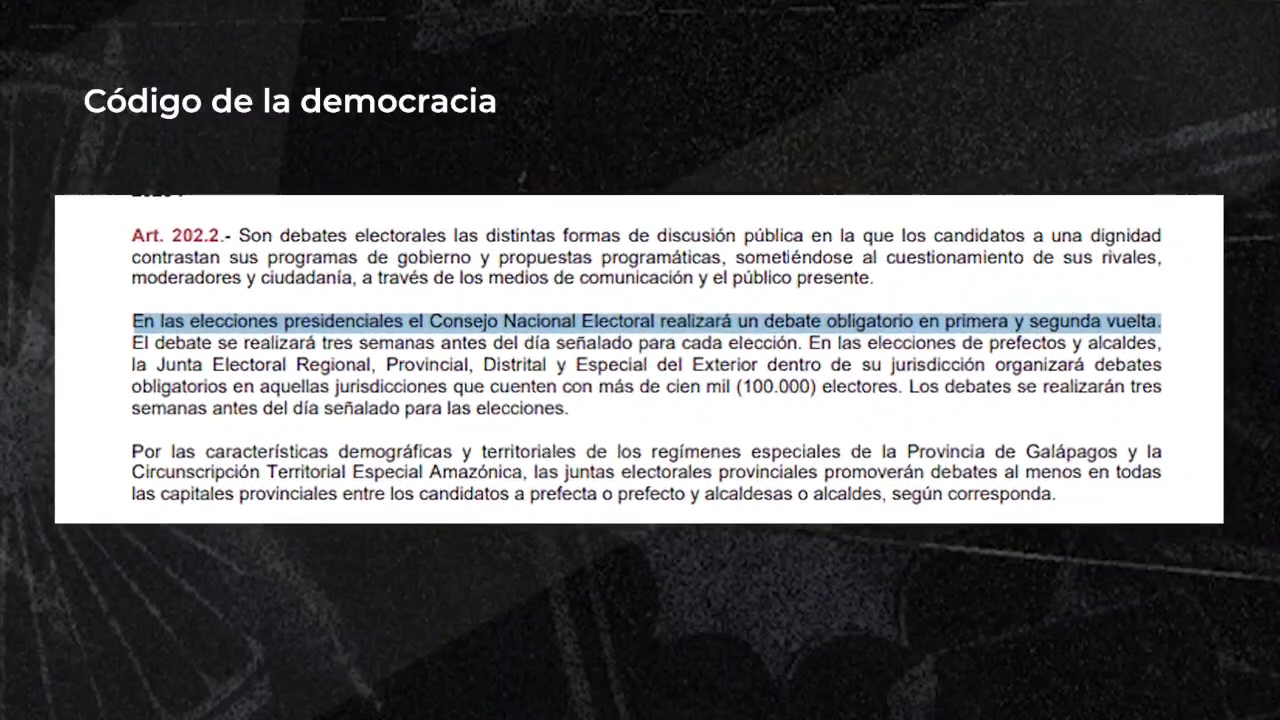 Código de la democracia
Art. 202.2.- Son debates electorales las distintas formas de discusión pública en la que los candidatos a una dignidad
contrastan sus programas de gobierno y propuestas programáticas, sometiéndose al cuestionamiento de sus rivales,
moderadores y ciudadanía, a través de los medios de comunicación y el público presente.
En las elecciones presidenciales el Consejo Nacional Electoral realizará un debate obligatorio en primera y segunda vuelta.
El debate se realizará tres semanas antes del día señalado para cada elección. En las elecciones de prefectos y alcaldes,
la Junta Electoral Regional, Provincial, Distrital y Especial del Exterior dentro de su jurisdicción organizará debates
obligatorios en aquellas jurisdicciones que cuenten con más de cien mil (100.000) electores. Los debates se realizarán tres
semanas antes del día señalado para las elecciones.
Por las características demográficas y territoriales de los regímenes especiales de la Provincia de Galápagos y la
Circunscripción Territorial Especial Amazónica, las juntas electorales provinciales promoverán debates al menos en todas
las capitales provinciales entre los candidatos a prefecta o prefecto y alcaldesas o alcaldes, según corresponda.